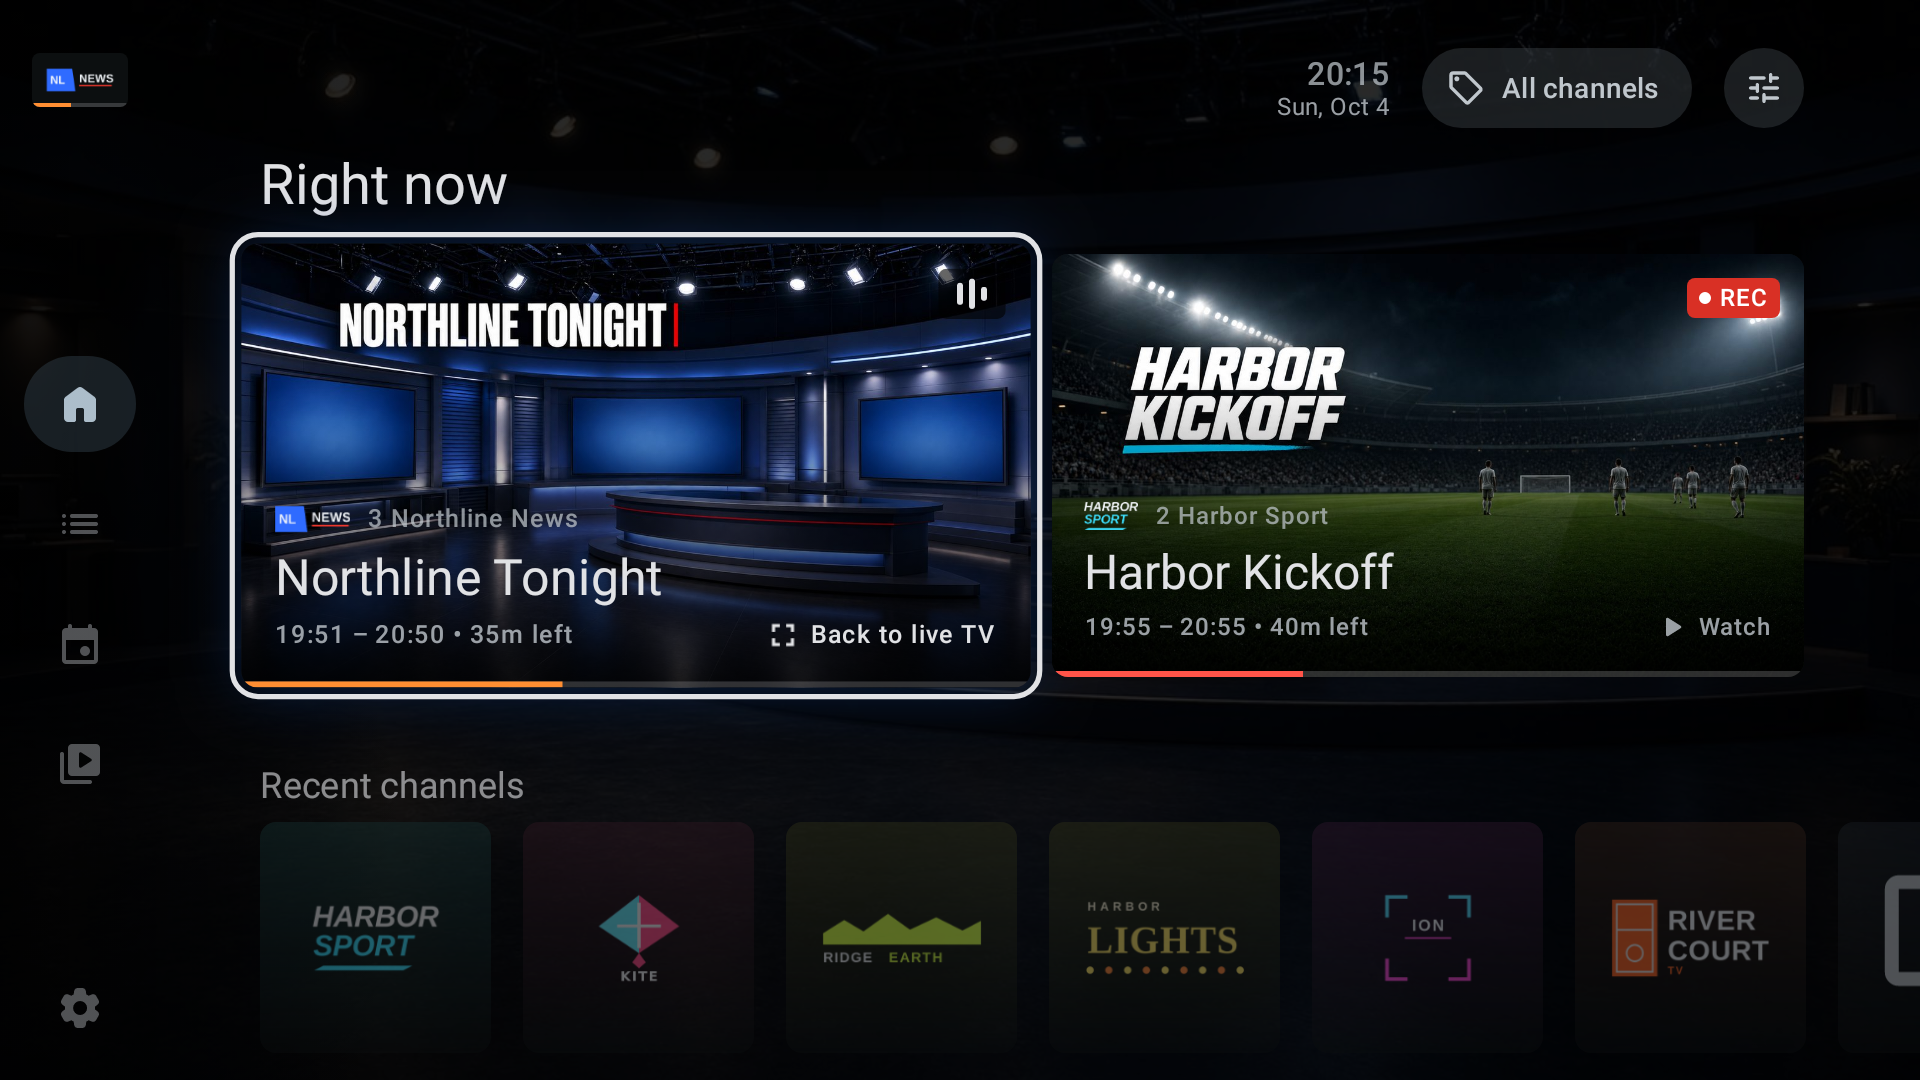 NL NEWS
20:15
Sun, Oct 4
All channels
Right now
NORTHLINE TONIGHT
NL NEWS 3 Northline News
Northline Tonight
19:51 – 20:50 • 35m left
Back to live TV
REC
HARBOR
KICKOFF
HARBOR
SPORT
2 Harbor Sport
Harbor Kickoff
19:55 – 20:55 • 40m left
Watch
Recent channels
HARBOR
SPORT
KITE
RIDGE EARTH
HARBOR
LIGHTS
ION
RIVER
COURT
TV